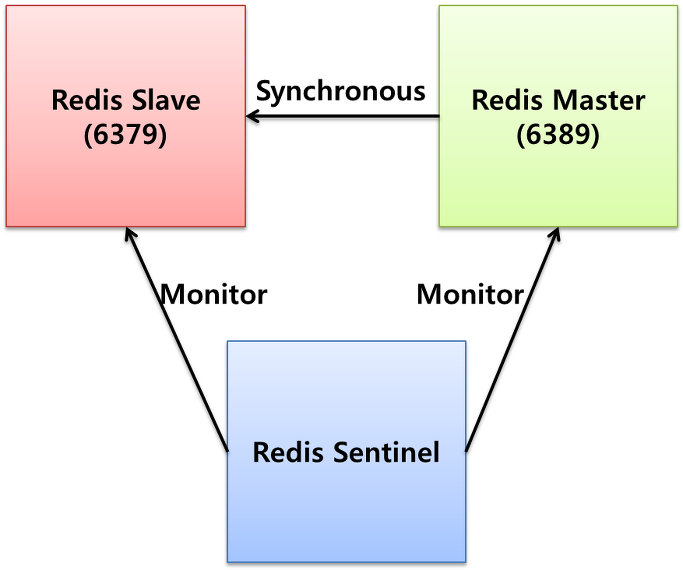 Redis Slave
(6379)
Synchronous
Redis Master
(6389)
Monitor
Monitor
Redis Sentinel